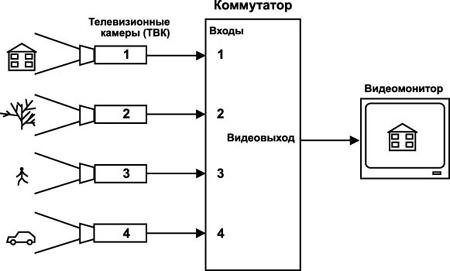 Коммутатор
Телевизионные
камеры (ТВК)
Входы
1
1
2
2
Видеовыход
Видеомонитор
3
3
4
4